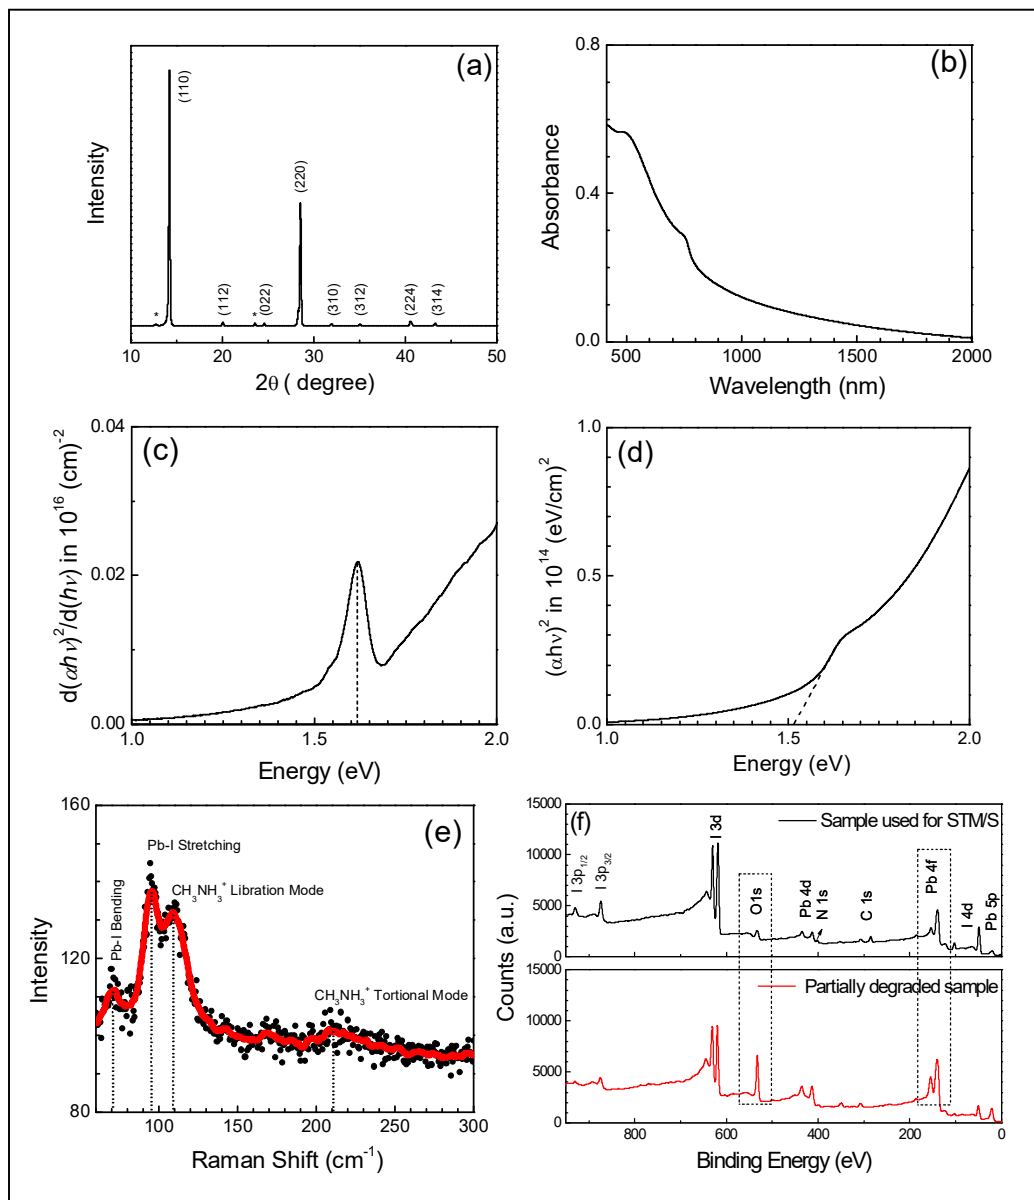 (a)
Intensity
(110)
(220)
*
(112)
*
(022)
(310)
(312)
(224)
(314)
10 20 30 40 50
2θ ( degree)
(b)
Absorbance
0.8
0.4
0.0
500 1000 1500 2000
Wavelength (nm)
(c)
d(αhν)²/d(hν) in 10¹⁶ (cm)⁻²
0.04
0.02
0.00
1.0 1.5 2.0
Energy (eV)
(d)
(αhν)² in 10¹⁴ (eV/cm)²
1.0
0.5
0.0
1.0 1.5 2.0
Energy (eV)
(e)
Intensity
160
120
80
Pb-I Bending
Pb-I Stretching
CH₃NH₃⁺ Libration Mode
CH₃NH₃⁺ Tortional Mode
100 150 200 250 300
Raman Shift (cm⁻¹)
(f)
Counts (a.u.)
15000
10000
5000
0
Sample used for STM/S
I 3p₁/₂
I 3p₃/₂
I 3d
O 1s
Pb 4d
N 1s
C 1s
Pb 4f
I 4d
Pb 5p
15000
10000
5000
0
Partially degraded sample
800 600 400 200 0
Binding Energy (eV)